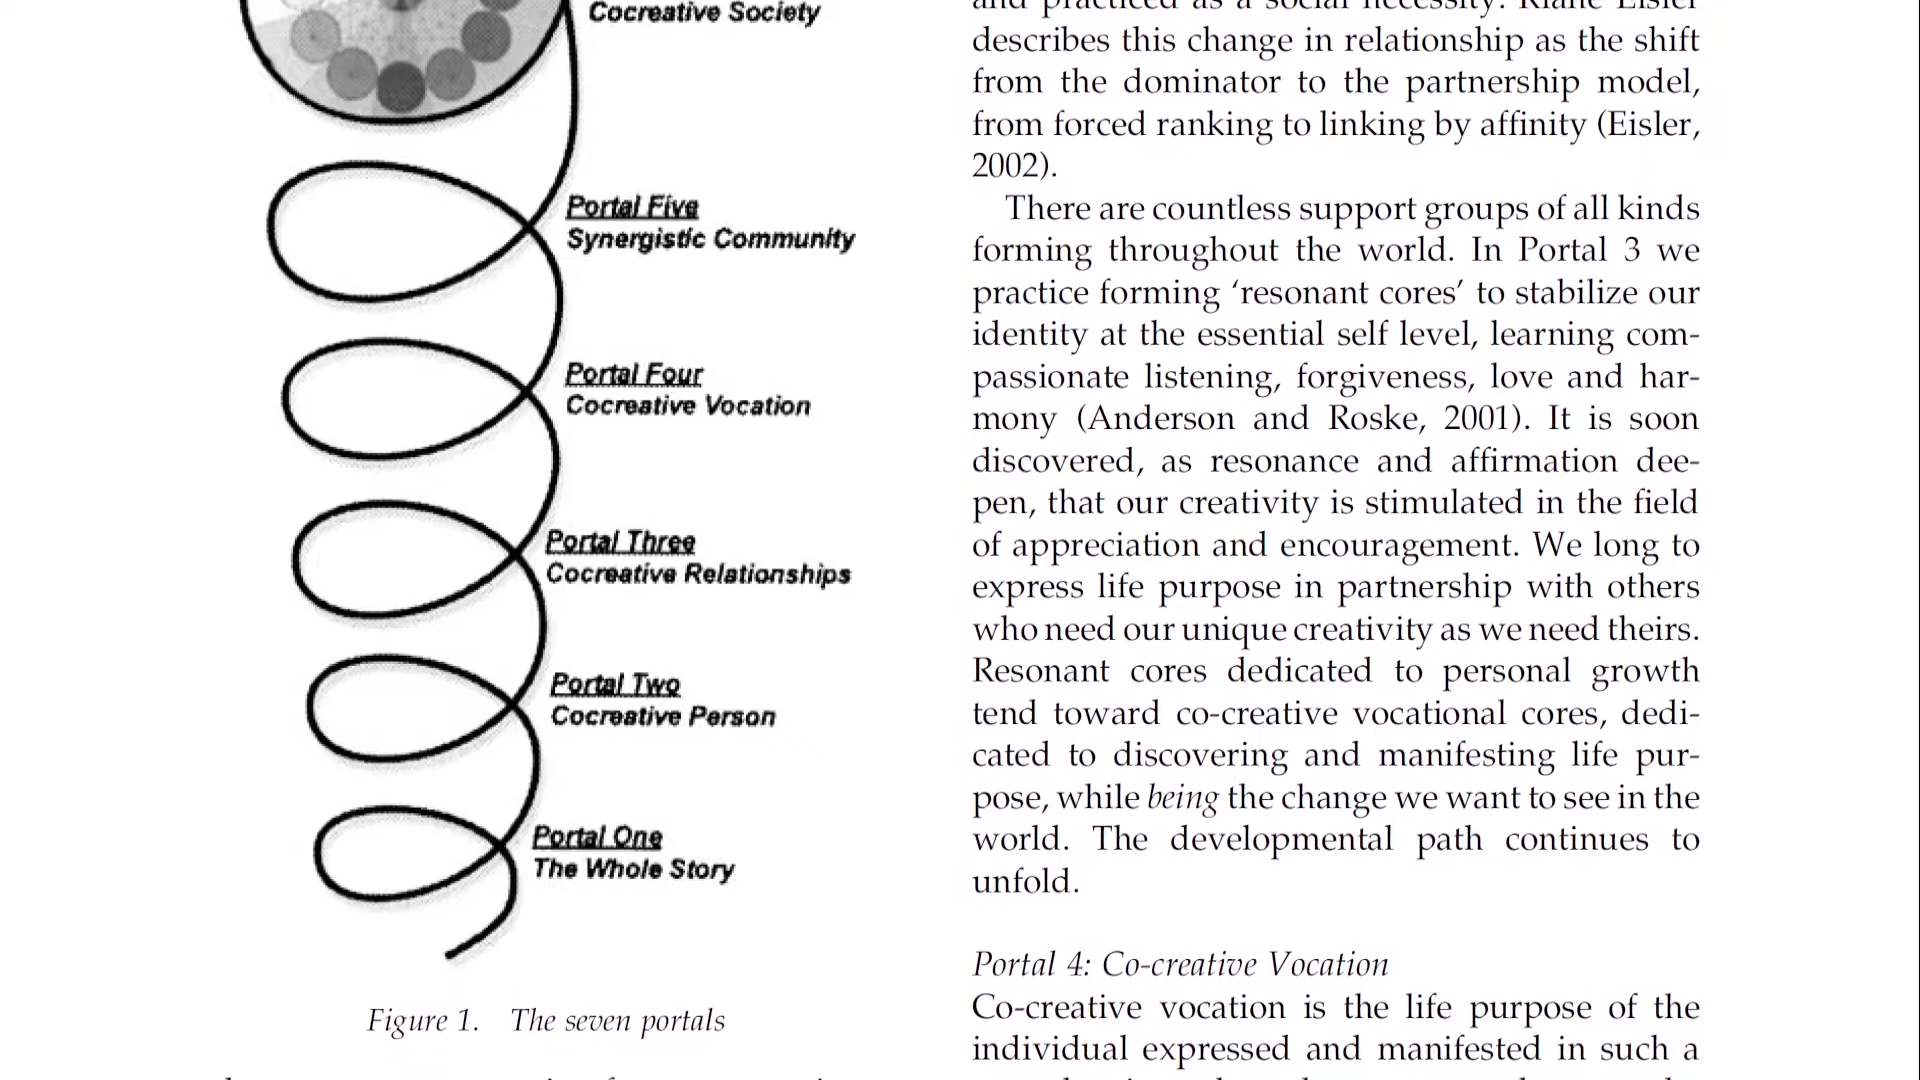 Cocreative Society
Portal Five
Synergistic Community
Portal Four
Cocreative Vocation
Portal Three
Cocreative Relationships
Portal Two
Cocreative Person
Portal One
The Whole Story
Figure 1. The seven portals
and practiced as a social necessity. Riane Eisler
describes this change in relationship as the shift
from the dominator to the partnership model,
from forced ranking to linking by affinity (Eisler,
2002).
There are countless support groups of all kinds
forming throughout the world. In Portal 3 we
practice forming ‘resonant cores’ to stabilize our
identity at the essential self level, learning com-
passionate listening, forgiveness, love and har-
mony (Anderson and Roske, 2001). It is soon
discovered, as resonance and affirmation dee-
pen, that our creativity is stimulated in the field
of appreciation and encouragement. We long to
express life purpose in partnership with others
who need our unique creativity as we need theirs.
Resonant cores dedicated to personal growth
tend toward co-creative vocational cores, dedi-
cated to discovering and manifesting life pur-
pose, while being the change we want to see in the
world. The developmental path continues to
unfold.
Portal 4: Co-creative Vocation
Co-creative vocation is the life purpose of the
individual expressed and manifested in such a